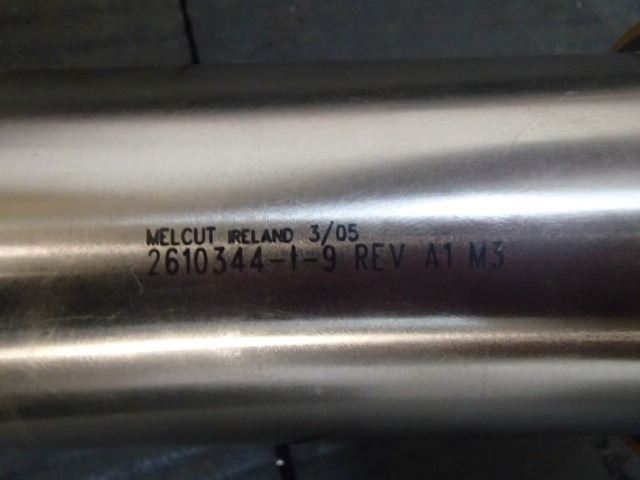 MELCUT IRELAND 3/05
2610344-1-9 REV A1 M3